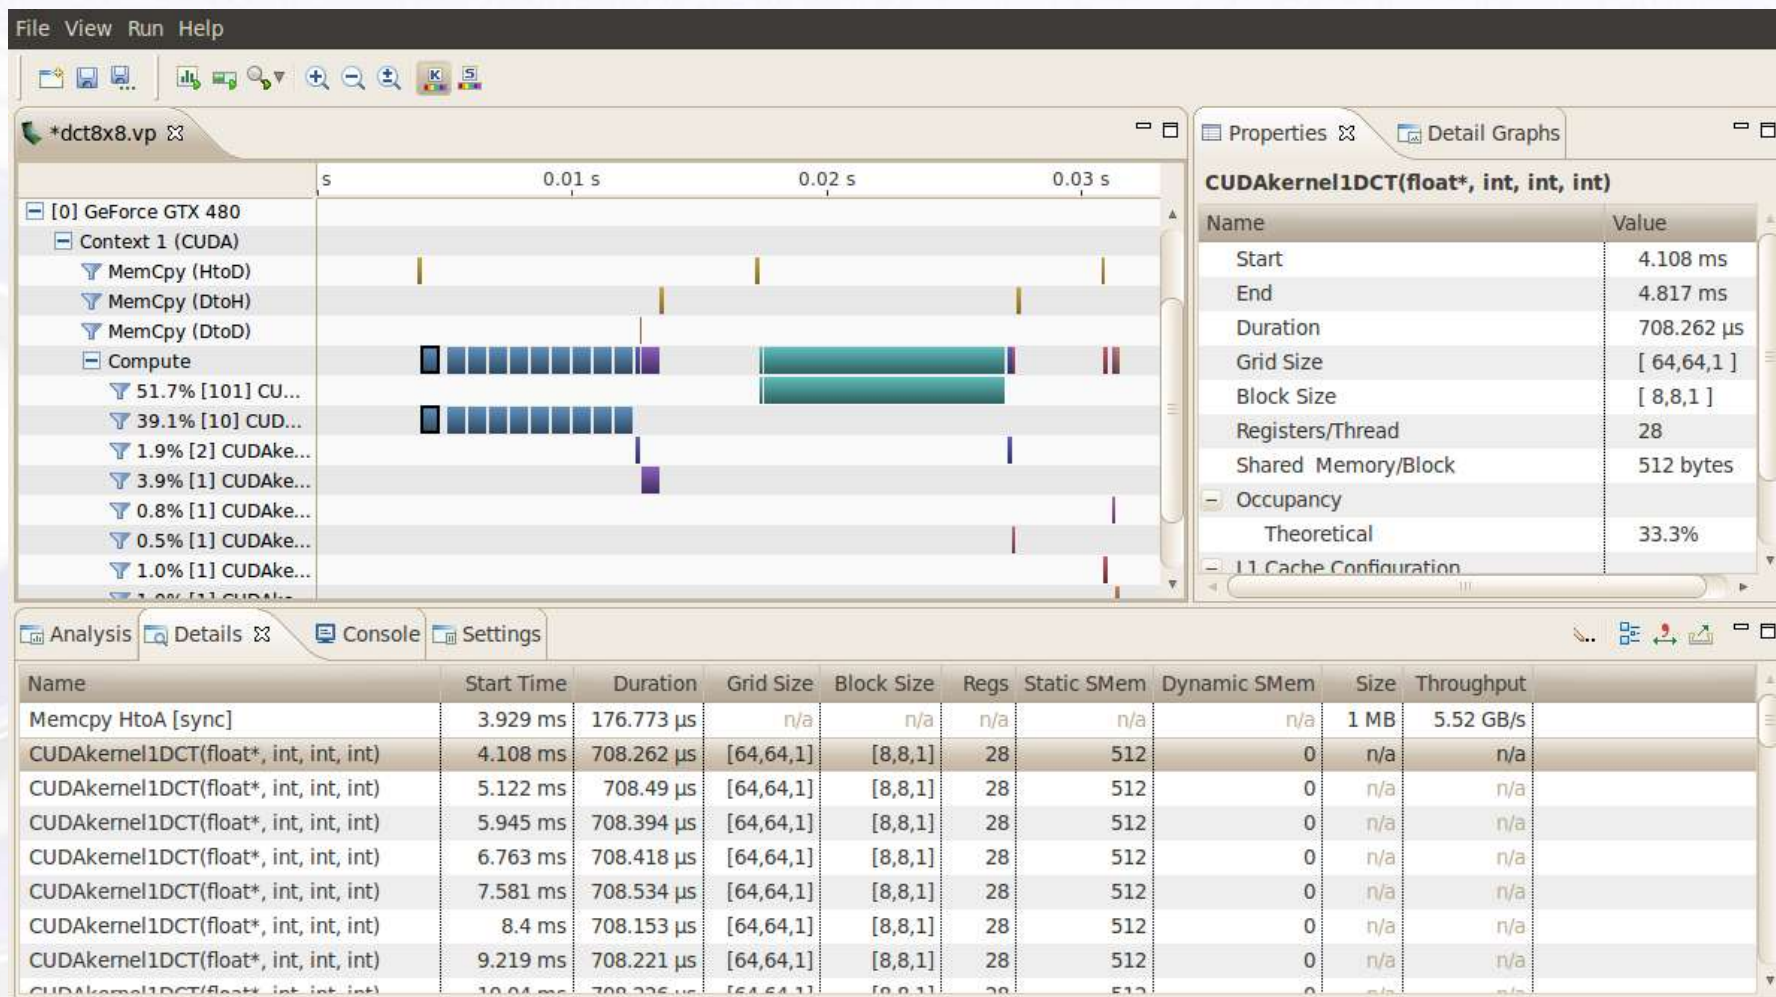 File View Run Help
*dct8x8.vp
s 0.01 s 0.02 s 0.03 s
[0] GeForce GTX 480
Context 1 (CUDA)
MemCpy (HtoD)
MemCpy (DtoH)
MemCpy (DtoD)
Compute
51.7% [101] CU...
39.1% [10] CUD...
1.9% [2] CUDAke...
3.9% [1] CUDAke...
0.8% [1] CUDAke...
0.5% [1] CUDAke...
1.0% [1] CUDAke...
Properties Detail Graphs
CUDAkernel1DCT(float*, int, int, int)
Name Value
Start 4.108 ms
End 4.817 ms
Duration 708.262 µs
Grid Size [ 64,64,1 ]
Block Size [ 8,8,1 ]
Registers/Thread 28
Shared Memory/Block 512 bytes
Occupancy
Theoretical 33.3%
L1 Cache Configuration
Analysis Details Console Settings
Name Start Time Duration Grid Size Block Size Regs Static SMem Dynamic SMem Size Throughput
Memcpy HtoA [sync] 3.929 ms 176.773 µs n/a n/a n/a n/a n/a 1 MB 5.52 GB/s
CUDAkernel1DCT(float*, int, int, int) 4.108 ms 708.262 µs [64,64,1] [8,8,1] 28 512 0 n/a n/a
CUDAkernel1DCT(float*, int, int, int) 5.122 ms 708.49 µs [64,64,1] [8,8,1] 28 512 0 n/a n/a
CUDAkernel1DCT(float*, int, int, int) 5.945 ms 708.394 µs [64,64,1] [8,8,1] 28 512 0 n/a n/a
CUDAkernel1DCT(float*, int, int, int) 6.763 ms 708.418 µs [64,64,1] [8,8,1] 28 512 0 n/a n/a
CUDAkernel1DCT(float*, int, int, int) 7.581 ms 708.534 µs [64,64,1] [8,8,1] 28 512 0 n/a n/a
CUDAkernel1DCT(float*, int, int, int) 8.4 ms 708.153 µs [64,64,1] [8,8,1] 28 512 0 n/a n/a
CUDAkernel1DCT(float*, int, int, int) 9.219 ms 708.221 µs [64,64,1] [8,8,1] 28 512 0 n/a n/a